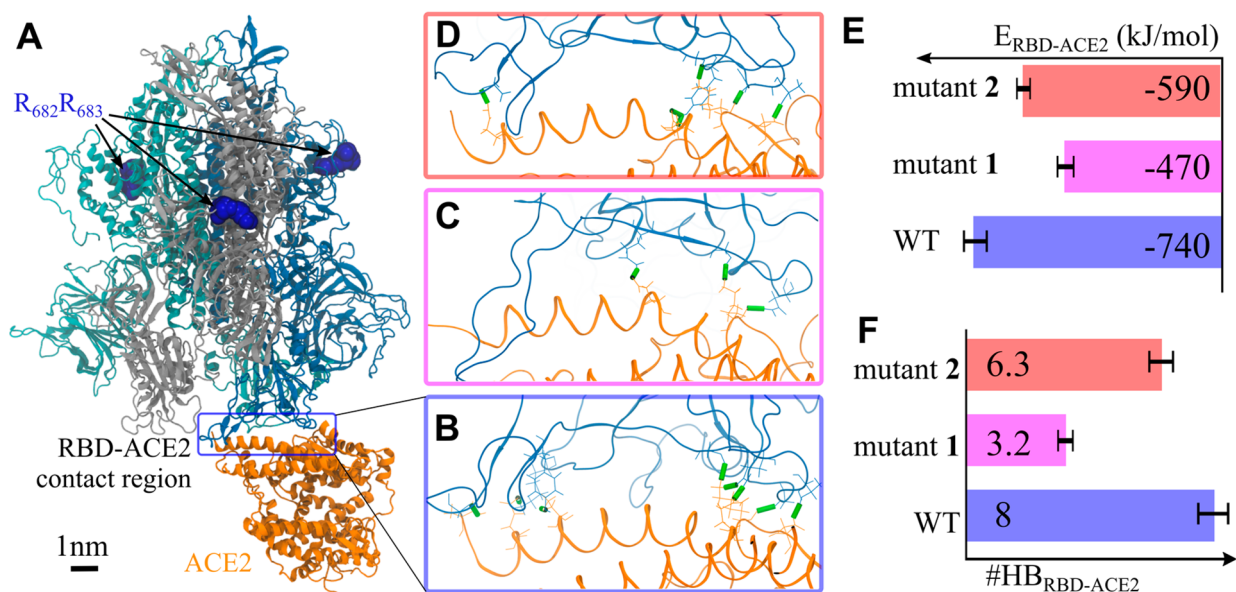 A
R682R683
RBD-ACE2
contact region
1nm
ACE2
D
C
B
E
ERBD-ACE2 (kJ/mol)
mutant 2
-590
mutant 1
-470
WT
-740
F
mutant 2
6.3
mutant 1
3.2
WT
8
#HBRBD-ACE2